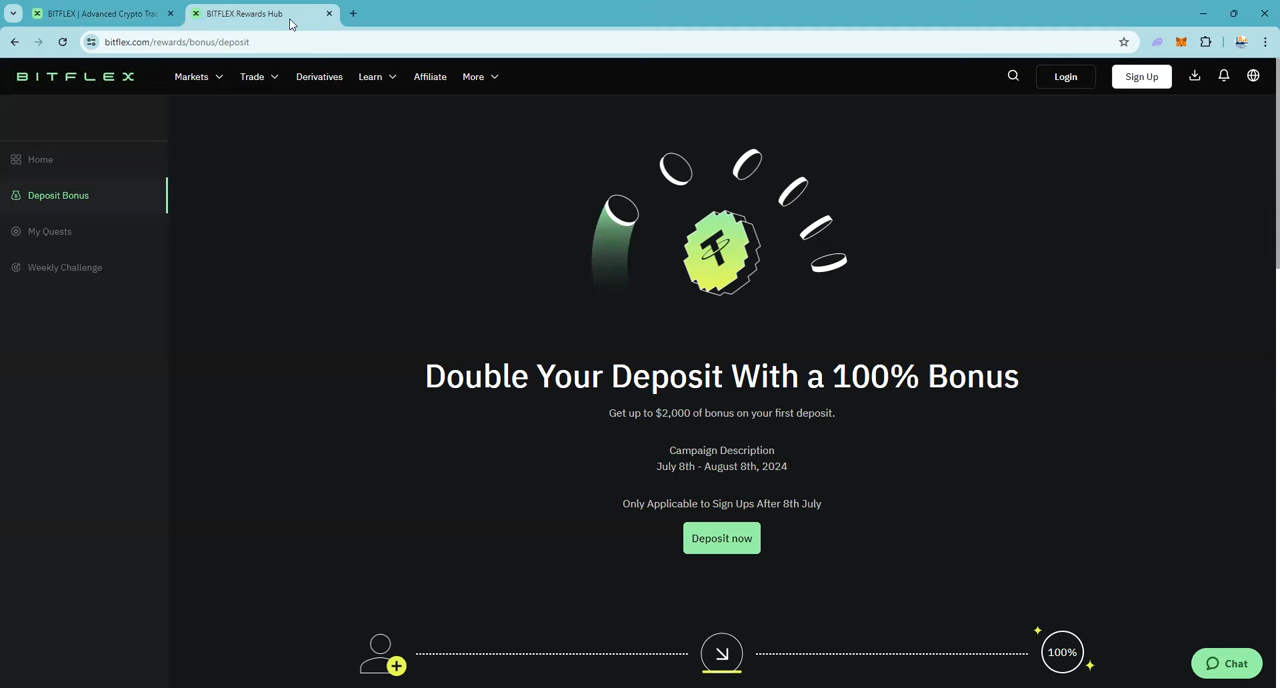 BITFLEX | Advanced Crypto Tra
BITFLEX Rewards Hub
bitflex.com/rewards/bonus/deposit
BITFLEX
Markets
Trade
Derivatives
Learn
Affiliate
More
Login
Sign Up
Home
Deposit Bonus
My Quests
Weekly Challenge
Double Your Deposit With a 100% Bonus
Get up to $2,000 of bonus on your first deposit.
Campaign Description
July 8th - August 8th, 2024
Only Applicable to Sign Ups After 8th July
Deposit now
100%
Chat